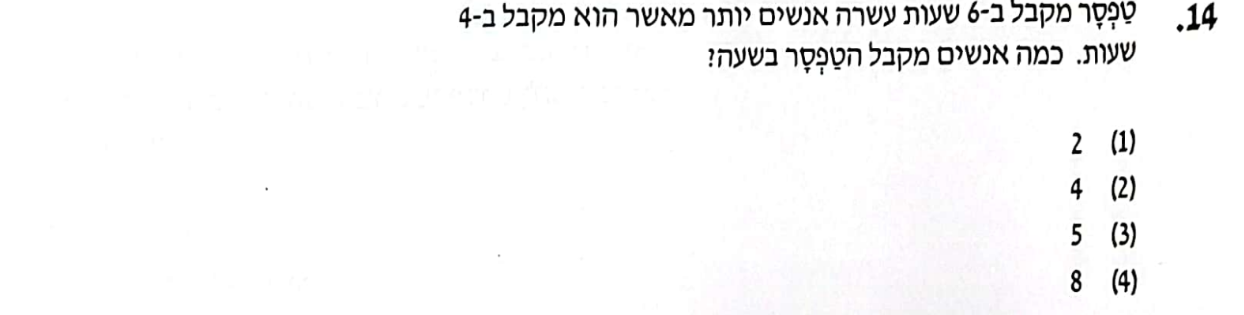 14. טַפְסָר מקבל ב-6 שעות עשרה אנשים יותר מאשר הוא מקבל ב-4
שעות. כמה אנשים מקבל הטַפְסָר בשעה?
(1) 2
(2) 4
(3) 5
(4) 8